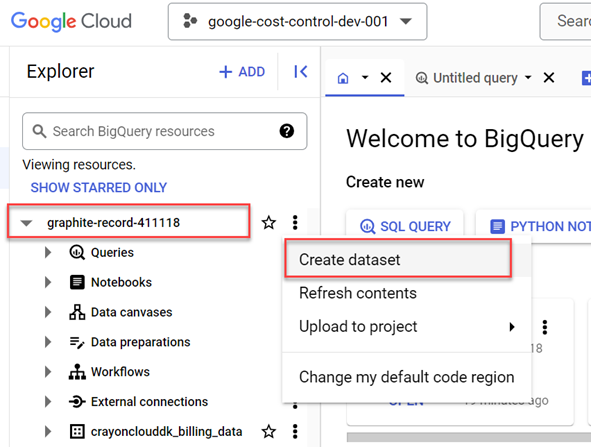 Google Cloud
google-cost-control-dev-001
Sear
Explorer
+ ADD
Untitled query
Search BigQuery resources
Viewing resources.
SHOW STARRED ONLY
Welcome to BigQuery
Create new
graphite-record-411118
SQL QUERY
PYTHON NOT
Queries
Create dataset
Notebooks
Refresh contents
Data canvases
Upload to project
18
Data preparations
Workflows
Change my default code region
External connections
OPEN
19 minutes ago
crayonclouddk_billing_data